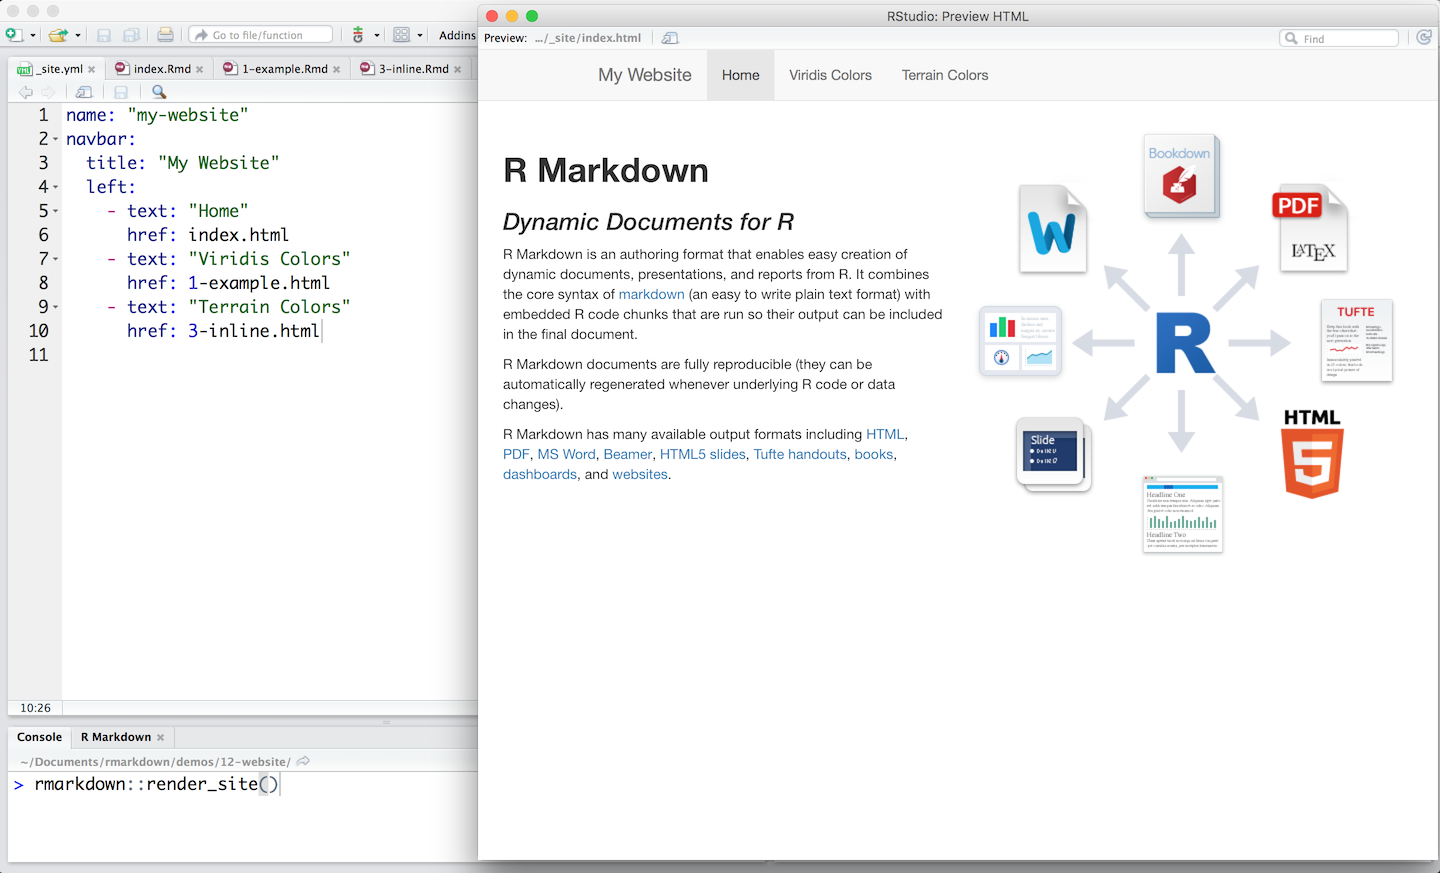 Go to file/function
Addins
_site.yml
index.Rmd
1-example.Rmd
3-inline.Rmd
1 name: "my-website"
2 navbar:
3 title: "My Website"
4 left:
5 - text: "Home"
6 href: index.html
7 - text: "Viridis Colors"
8 href: 1-example.html
9 - text: "Terrain Colors"
10 href: 3-inline.html
11
10:26
Console
R Markdown
~/Documents/rmarkdown/demos/12-website/
> rmarkdown::render_site()
RStudio: Preview HTML
Preview: .../_site/index.html
Find
My Website
Home
Viridis Colors
Terrain Colors
R Markdown
Dynamic Documents for R
R Markdown is an authoring format that enables easy creation of
dynamic documents, presentations, and reports from R. It combines
the core syntax of markdown (an easy to write plain text format) with
embedded R code chunks that are run so their output can be included
in the final document.
R Markdown documents are fully reproducible (they can be
automatically regenerated whenever underlying R code or data
changes).
R Markdown has many available output formats including HTML,
PDF, MS Word, Beamer, HTML5 slides, Tufte handouts, books,
dashboards, and websites.
Bookdown
W
PDF
LATEX
TUFTE
R
HTML
5
Slide
Headline One
Headline Two